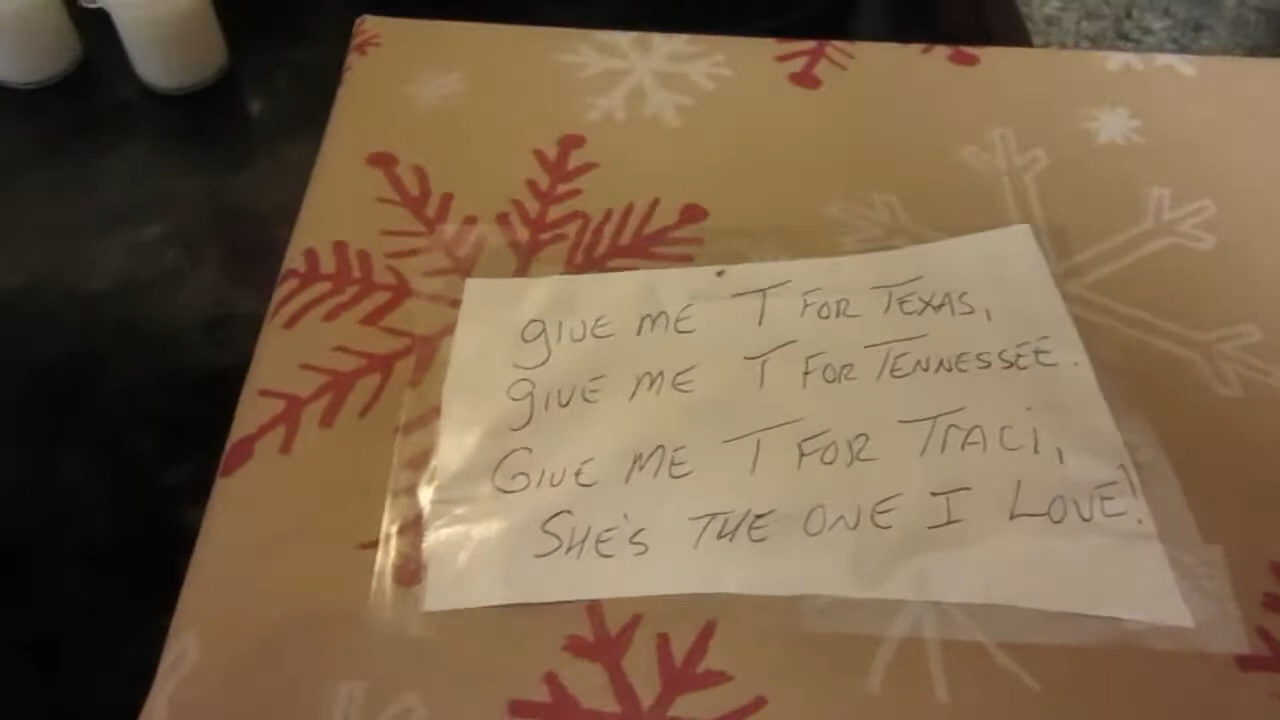 give me T for Texas,
give me T for Tennessee.
Give me T for Traci,
She's the one I love!